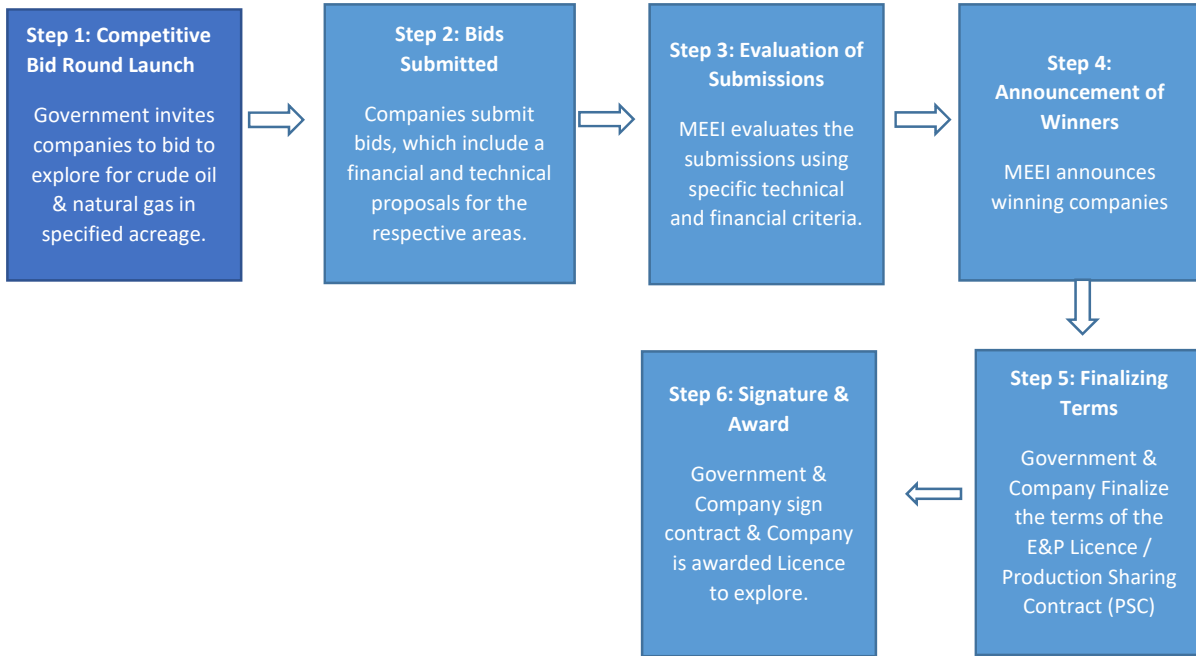 Step 1: Competitive
Bid Round Launch
Government invites
companies to bid to
explore for crude oil
& natural gas in
specified acreage.
Step 2: Bids
Submitted
Companies submit
bids, which include a
financial and technical
proposals for the
respective areas.
Step 3: Evaluation of
Submissions
MEEI evaluates the
submissions using
specific technical
and financial criteria.
Step 4:
Announcement of
Winners
MEEI announces
winning companies
Step 5: Finalizing
Terms
Government &
Company Finalize
the terms of the
E&P Licence /
Production Sharing
Contract (PSC)
Step 6: Signature &
Award
Government &
Company sign
contract & Company
is awarded Licence
to explore.